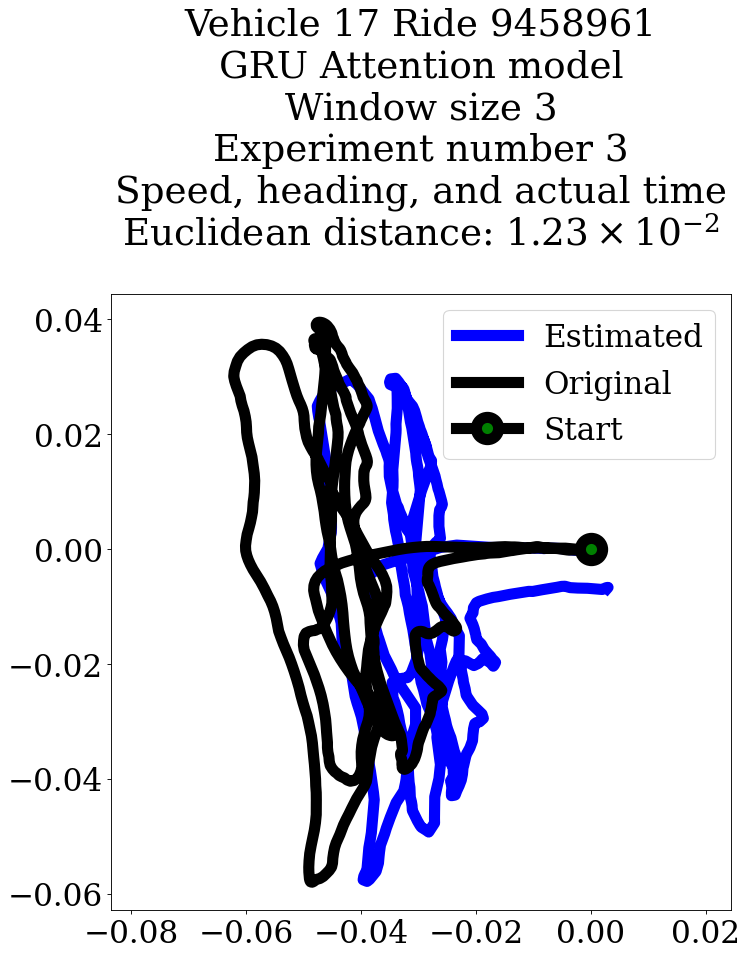 Vehicle 17 Ride 9458961
GRU Attention model
Window size 3
Experiment number 3
Speed, heading, and actual time
Euclidean distance: 1.23 × 10⁻²
Estimated
Original
Start
0.04
0.02
0.00
−0.02
−0.04
−0.06
−0.08 −0.06 −0.04 −0.02 0.00 0.02